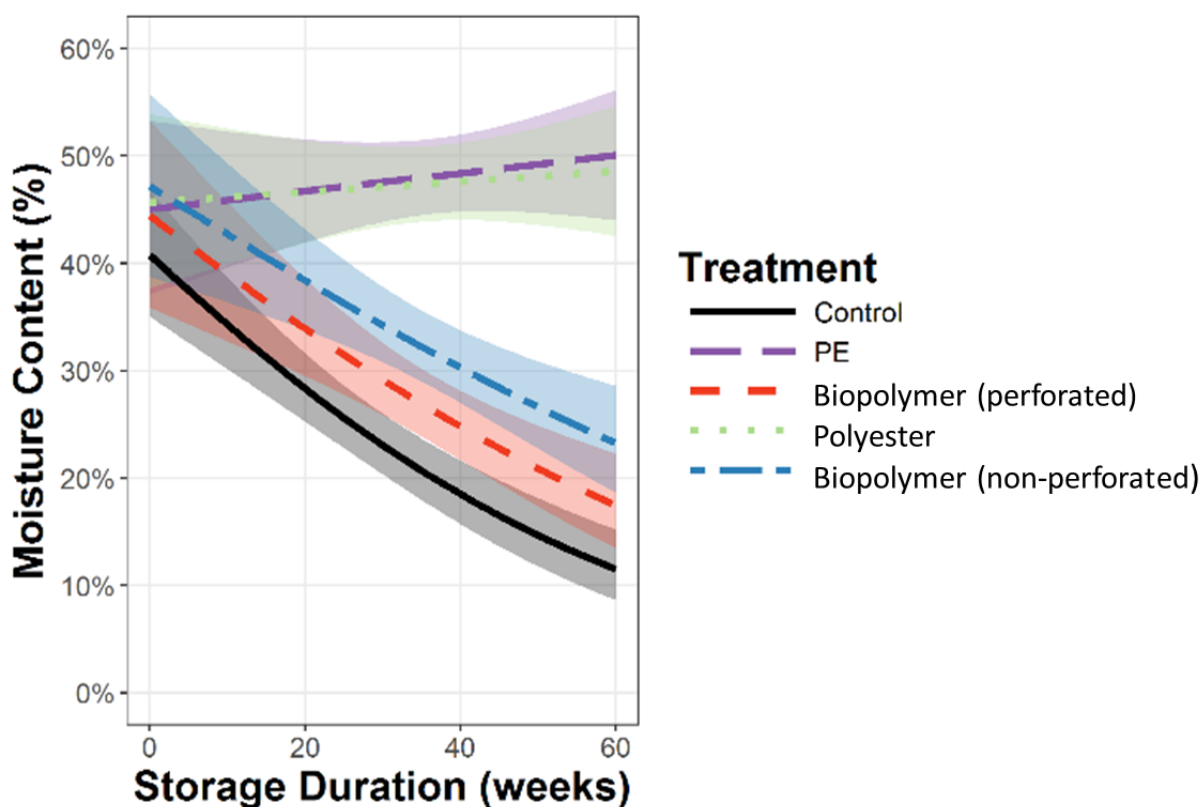 Moisture Content (%)
60%
50%
40%
30%
20%
10%
0%
0 20 40 60
Storage Duration (weeks)
Treatment
Control
PE
Biopolymer (perforated)
Polyester
Biopolymer (non-perforated)